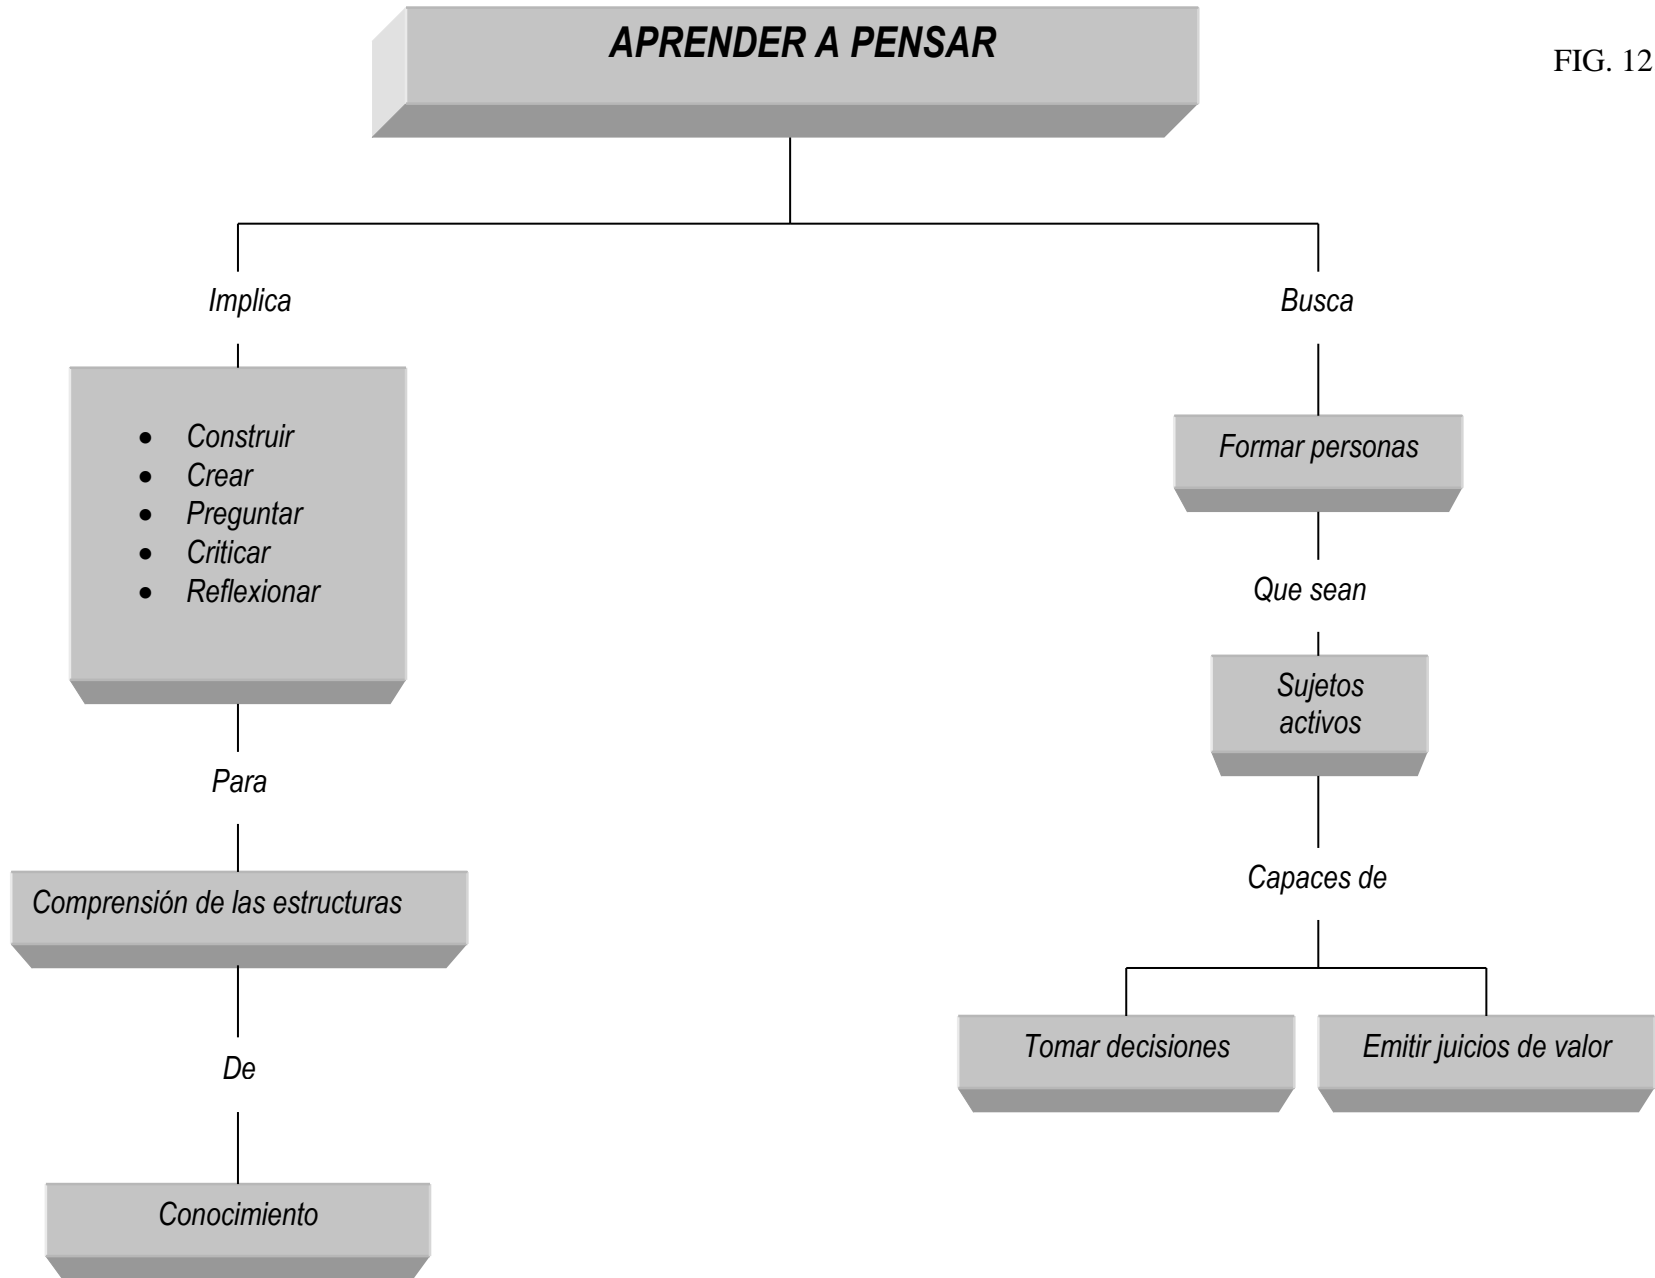 APRENDER A PENSAR
FIG. 12
Implica
• Construir
• Crear
• Preguntar
• Criticar
• Reflexionar
Para
Comprensión de las estructuras
De
Conocimiento
Busca
Formar personas
Que sean
Sujetos
activos
Capaces de
Tomar decisiones
Emitir juicios de valor